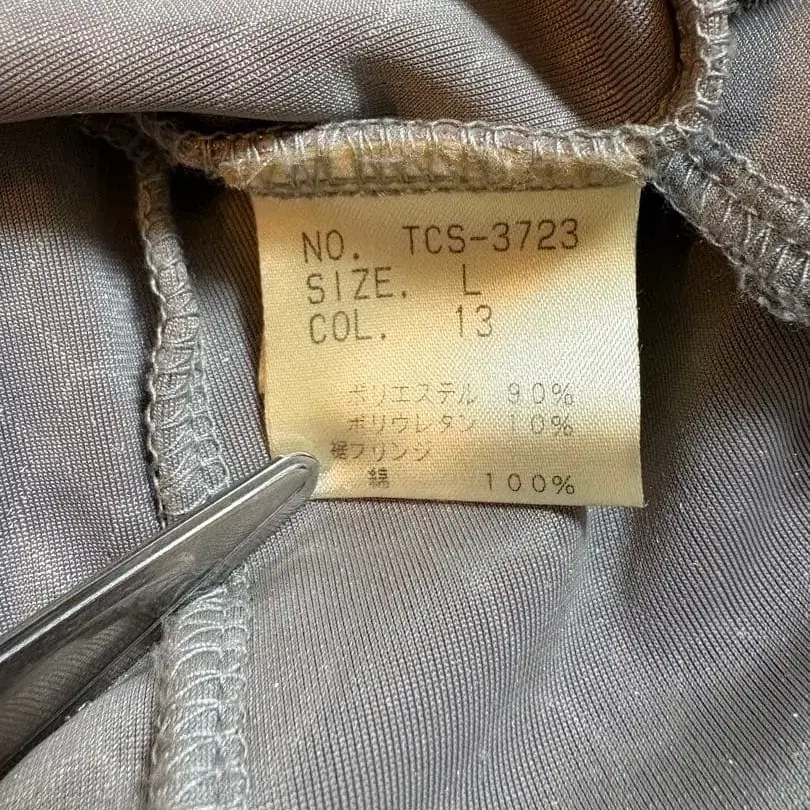 NO. TCS-3723
SIZE. L
COL. 13
ポリエステル 90%
ポリウレタン 10%
裾フリンジ
綿 100%